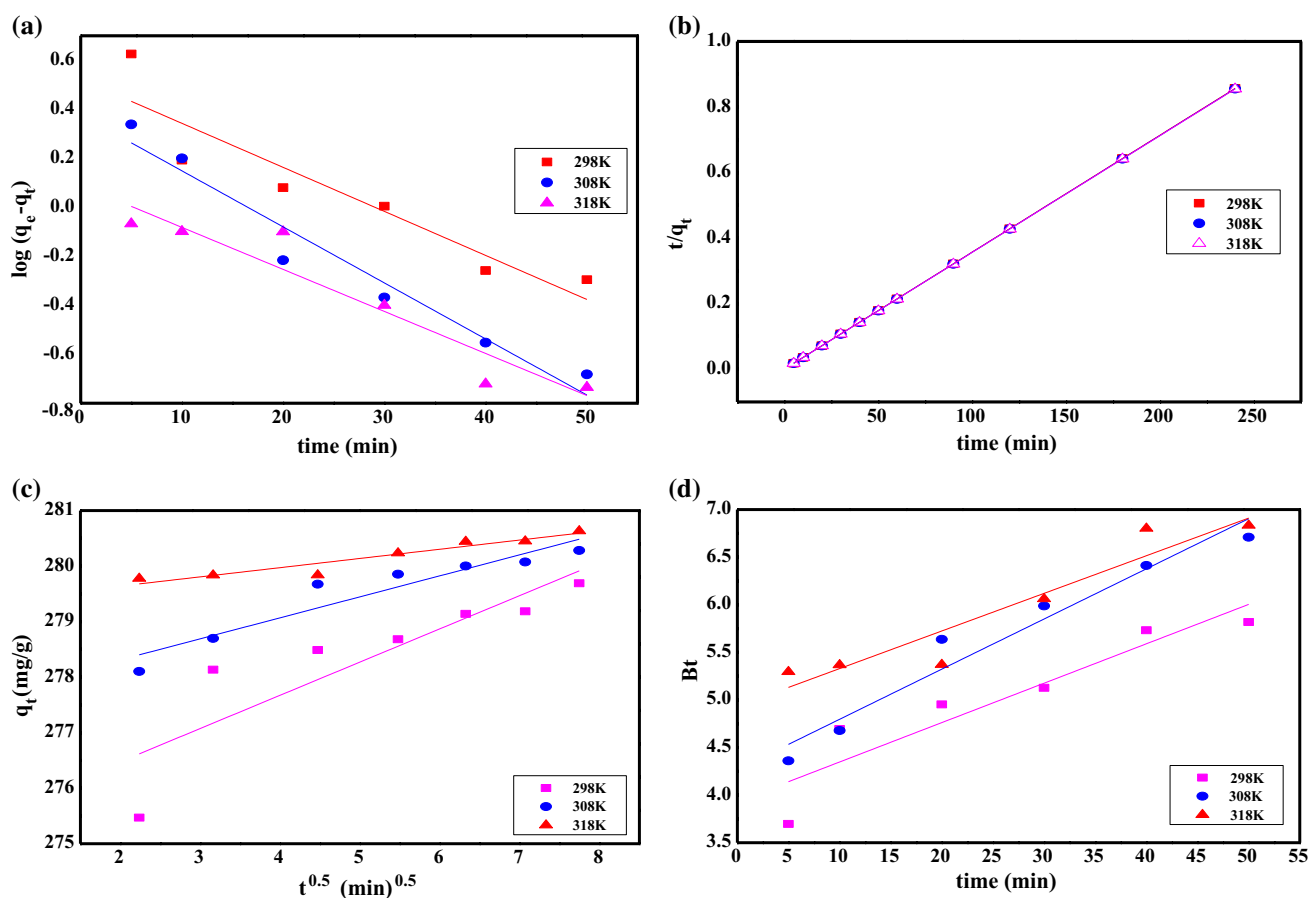 (a)
0.6
0.4
0.2
0.0
-0.2
-0.4
-0.6
-0.8
log (q_e-q_t)
298K
308K
318K
0 10 20 30 40 50
time (min)
(b)
1.0
0.8
0.6
0.4
0.2
0.0
t/q_t
298K
308K
318K
0 50 100 150 200 250
time (min)
(c)
281
280
279
278
277
276
275
q_t(mg/g)
298K
308K
318K
2 3 4 5 6 7 8
t^0.5 (min)^0.5
(d)
7.0
6.5
6.0
5.5
5.0
4.5
4.0
3.5
Bt
298K
308K
318K
0 5 10 15 20 25 30 35 40 45 50 55
time (min)